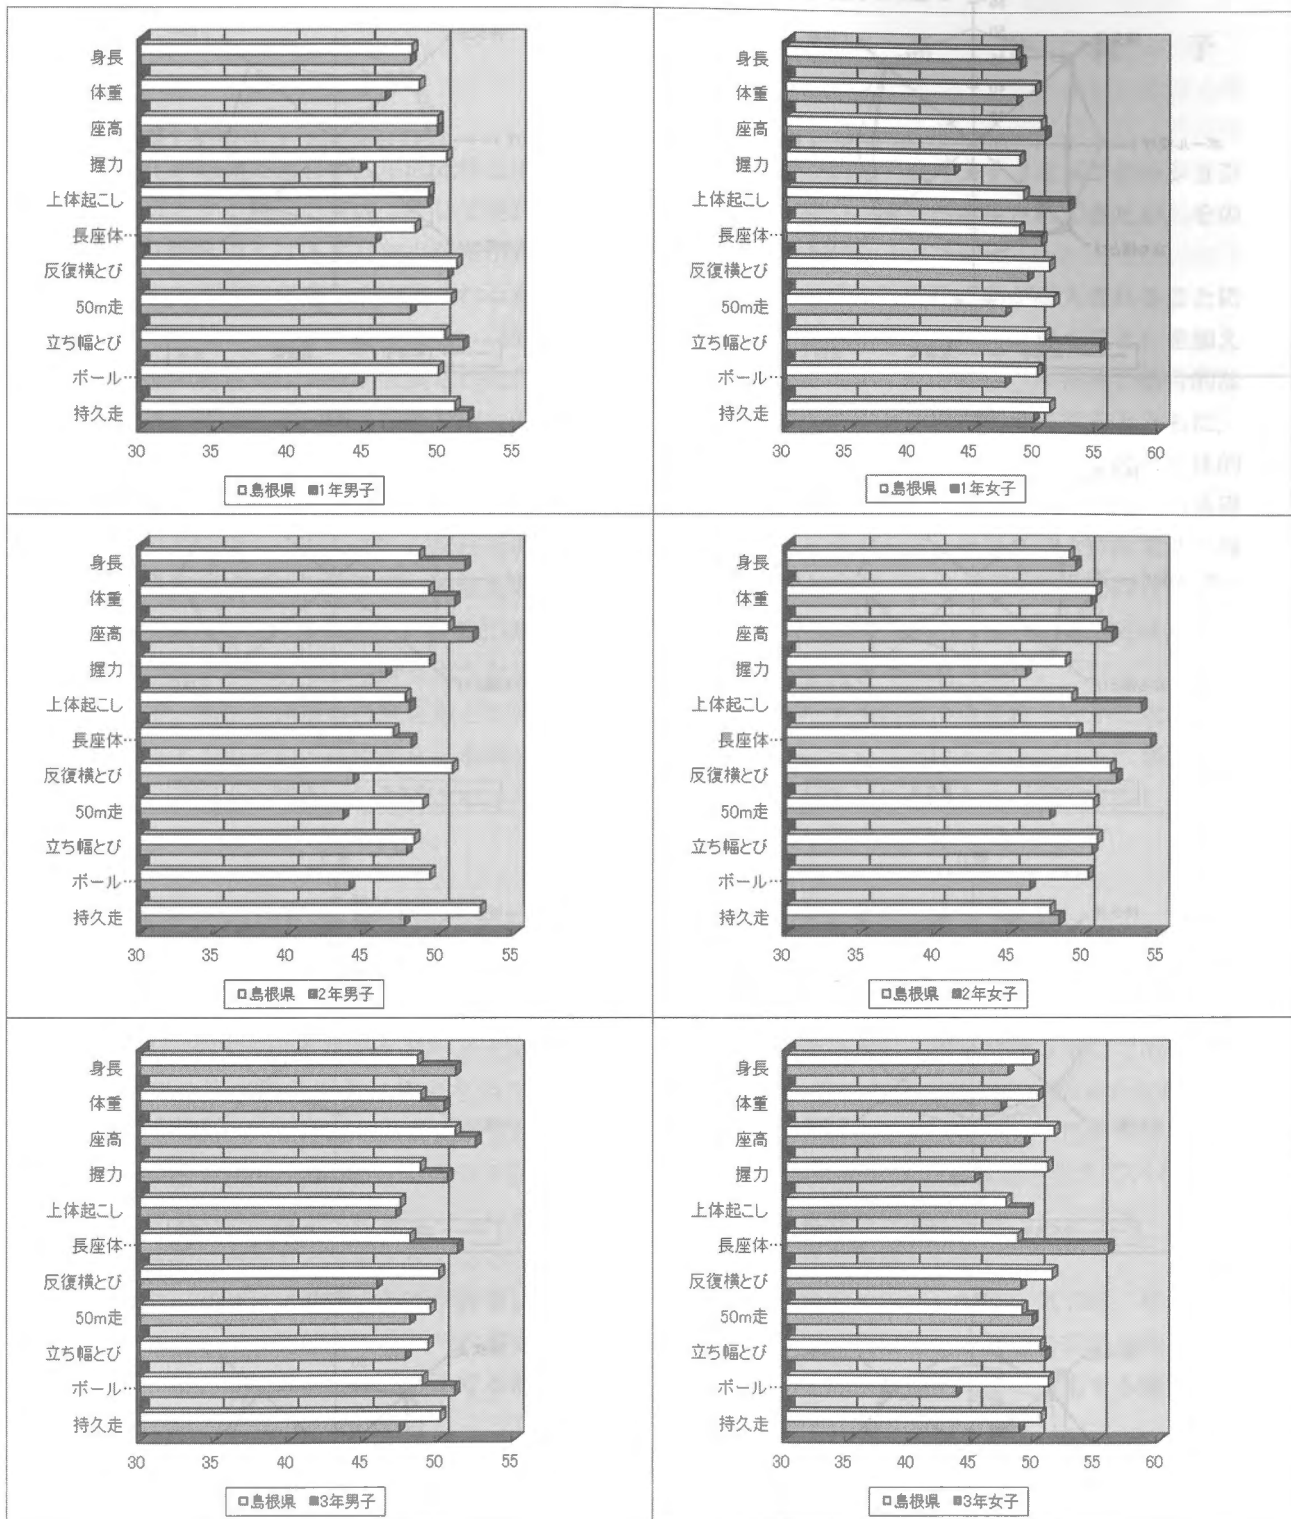 身長
体重
座高
握力
上体起こし
長座体…
反復横とび
50m走
立ち幅とび
ボール…
持久走
30 35 40 45 50 55
島根県 1年男子
身長
体重
座高
握力
上体起こし
長座体…
反復横とび
50m走
立ち幅とび
ボール…
持久走
30 35 40 45 50 55 60
島根県 1年女子
身長
体重
座高
握力
上体起こし
長座体…
反復横とび
50m走
立ち幅とび
ボール…
持久走
30 35 40 45 50 55
島根県 2年男子
身長
体重
座高
握力
上体起こし
長座体…
反復横とび
50m走
立ち幅とび
ボール…
持久走
30 35 40 45 50 55
島根県 2年女子
身長
体重
座高
握力
上体起こし
長座体…
反復横とび
50m走
立ち幅とび
ボール…
持久走
30 35 40 45 50 55
島根県 3年男子
身長
体重
座高
握力
上体起こし
長座体…
反復横とび
50m走
立ち幅とび
ボール…
持久走
30 35 40 45 50 55 60
島根県 3年女子